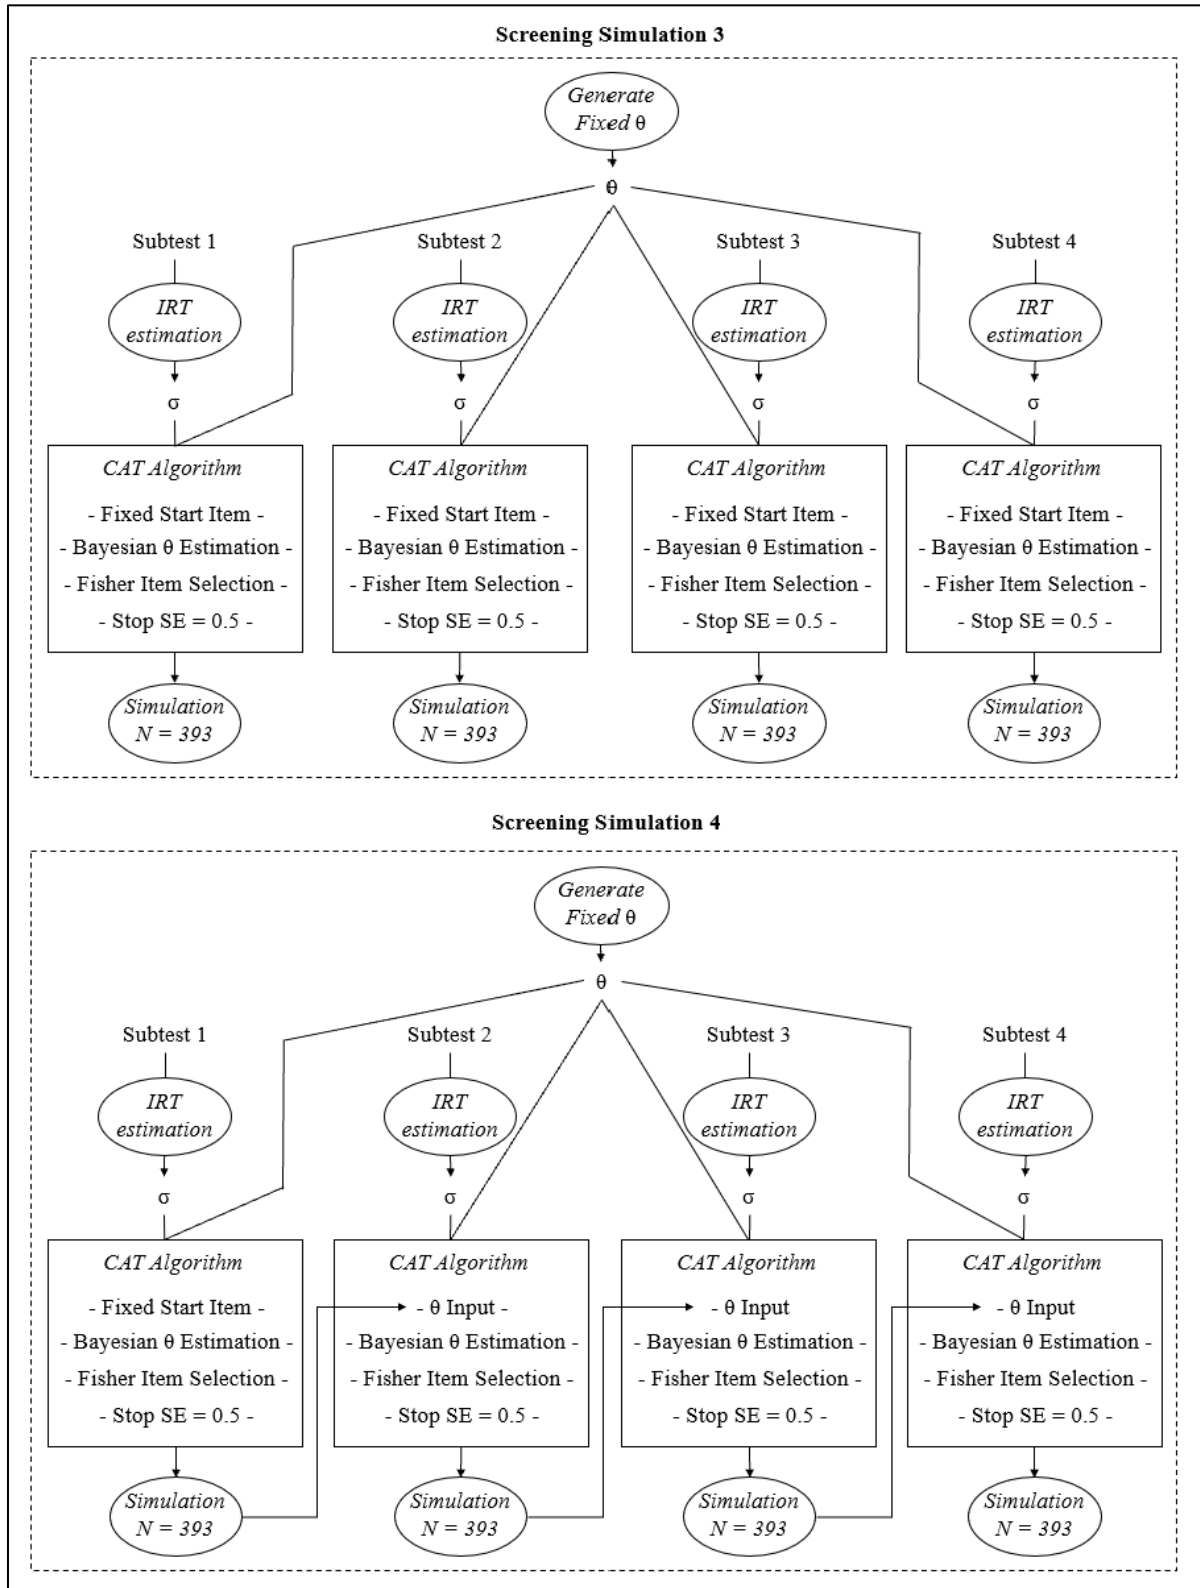 Screening Simulation 3
Generate
Fixed θ
θ
Subtest 1
Subtest 2
Subtest 3
Subtest 4
IRT
estimation
IRT
estimation
IRT
estimation
IRT
estimation
σ
σ
σ
σ
CAT Algorithm
- Fixed Start Item -
- Bayesian θ Estimation -
- Fisher Item Selection -
- Stop SE = 0.5 -
CAT Algorithm
- Fixed Start Item -
- Bayesian θ Estimation -
- Fisher Item Selection -
- Stop SE = 0.5 -
CAT Algorithm
- Fixed Start Item -
- Bayesian θ Estimation -
- Fisher Item Selection -
- Stop SE = 0.5 -
CAT Algorithm
- Fixed Start Item -
- Bayesian θ Estimation -
- Fisher Item Selection -
- Stop SE = 0.5 -
Simulation
N = 393
Simulation
N = 393
Simulation
N = 393
Simulation
N = 393
Screening Simulation 4
Generate
Fixed θ
θ
Subtest 1
Subtest 2
Subtest 3
Subtest 4
IRT
estimation
IRT
estimation
IRT
estimation
IRT
estimation
σ
σ
σ
σ
CAT Algorithm
- Fixed Start Item -
- Bayesian θ Estimation -
- Fisher Item Selection -
- Stop SE = 0.5 -
CAT Algorithm
- θ Input -
- Bayesian θ Estimation -
- Fisher Item Selection -
- Stop SE = 0.5 -
CAT Algorithm
- θ Input
- Bayesian θ Estimation -
- Fisher Item Selection -
- Stop SE = 0.5 -
CAT Algorithm
- θ Input
- Bayesian θ Estimation -
- Fisher Item Selection -
- Stop SE = 0.5 -
Simulation
N = 393
Simulation
N = 393
Simulation
N = 393
Simulation
N = 393